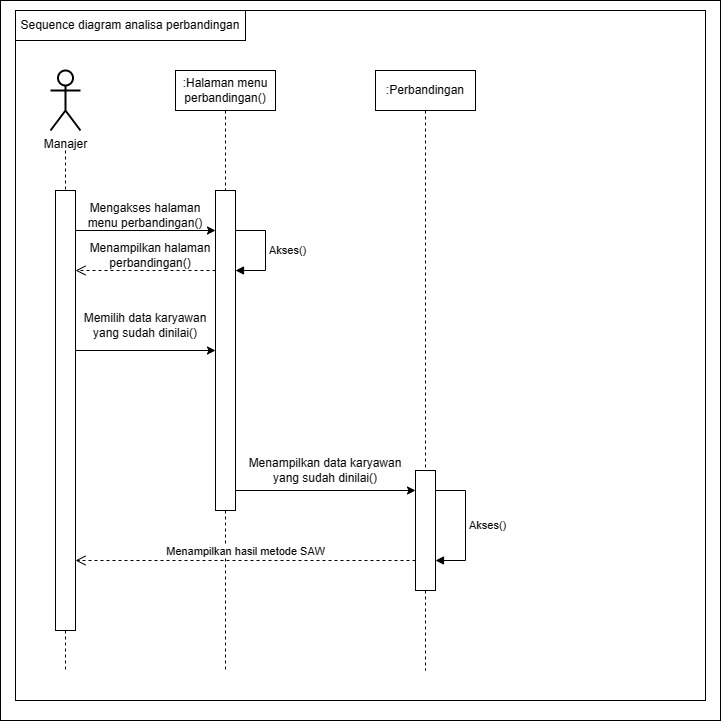 Sequence diagram analisa perbandingan
:Halaman menu
perbandingan()
:Perbandingan
Manajer
Mengakses halaman
menu perbandingan()
Akses()
Menampilkan halaman
perbandingan()
Memilih data karyawan
yang sudah dinilai()
Menampilkan data karyawan
yang sudah dinilai()
Akses()
Menampilkan hasil metode SAW